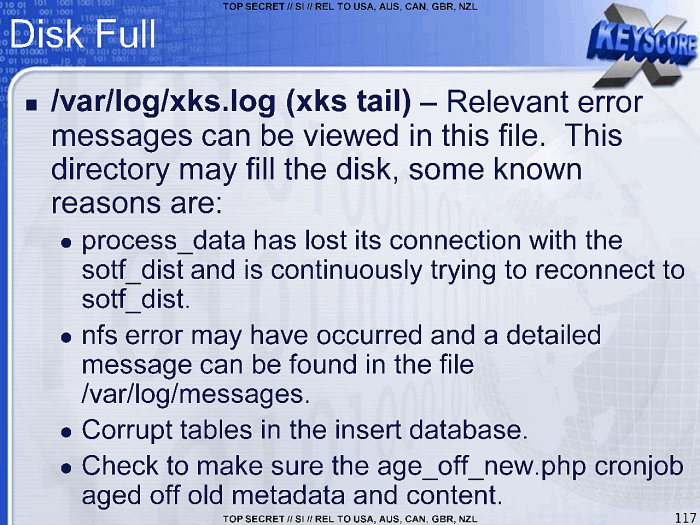 TOP SECRET // SI // REL TO USA, AUS, CAN, GBR, NZL
Disk Full
X KEYSCORE
▪ /var/log/xks.log (xks tail) – Relevant error
messages can be viewed in this file. This
directory may fill the disk, some known
reasons are:
● process_data has lost its connection with the
sotf_dist and is continuously trying to reconnect to
sotf_dist.
● nfs error may have occurred and a detailed
message can be found in the file
/var/log/messages.
● Corrupt tables in the insert database.
● Check to make sure the age_off_new.php cronjob
aged off old metadata and content.
TOP SECRET // SI // REL TO USA, AUS, CAN, GBR, NZL
117